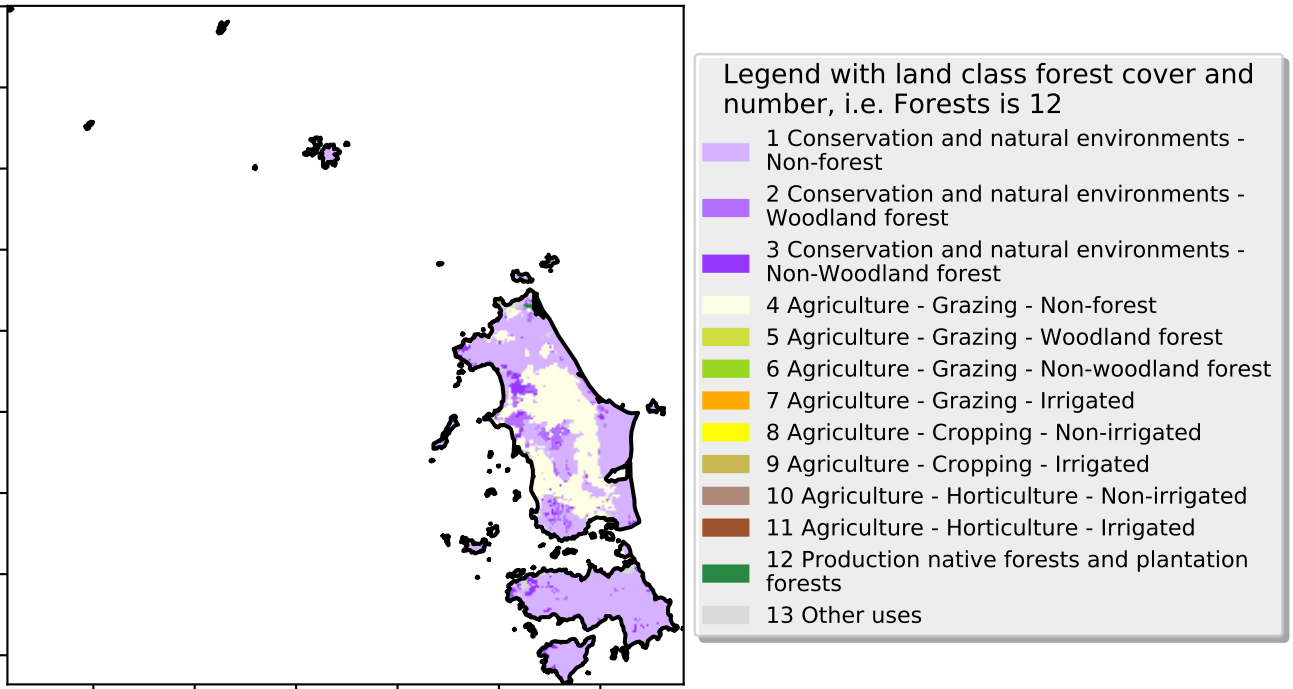 Legend with land class forest cover and
number, i.e. Forests is 12
1 Conservation and natural environments -
Non-forest
2 Conservation and natural environments -
Woodland forest
3 Conservation and natural environments -
Non-Woodland forest
4 Agriculture - Grazing - Non-forest
5 Agriculture - Grazing - Woodland forest
6 Agriculture - Grazing - Non-woodland forest
7 Agriculture - Grazing - Irrigated
8 Agriculture - Cropping - Non-irrigated
9 Agriculture - Cropping - Irrigated
10 Agriculture - Horticulture - Non-irrigated
11 Agriculture - Horticulture - Irrigated
12 Production native forests and plantation
forests
13 Other uses